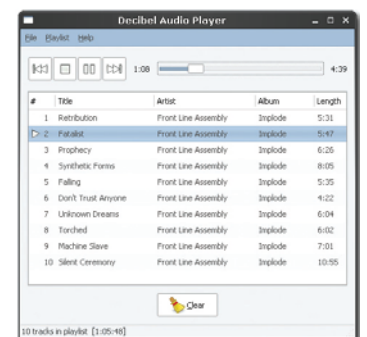 Decibel Audio Player
File Playlist Help
1:08 4:39
# Title Artist Album Length
1 Retribution Front Line Assembly Implode 5:31
2 Fatalist Front Line Assembly Implode 5:47
3 Prophecy Front Line Assembly Implode 6:26
4 Synthetic Forms Front Line Assembly Implode 8:05
5 Falling Front Line Assembly Implode 5:35
6 Don't Trust Anyone Front Line Assembly Implode 4:22
7 Unknown Dreams Front Line Assembly Implode 6:04
8 Torched Front Line Assembly Implode 6:02
9 Machine Slave Front Line Assembly Implode 7:01
10 Silent Ceremony Front Line Assembly Implode 10:55
Clear
10 tracks in playlist [1:05:48]